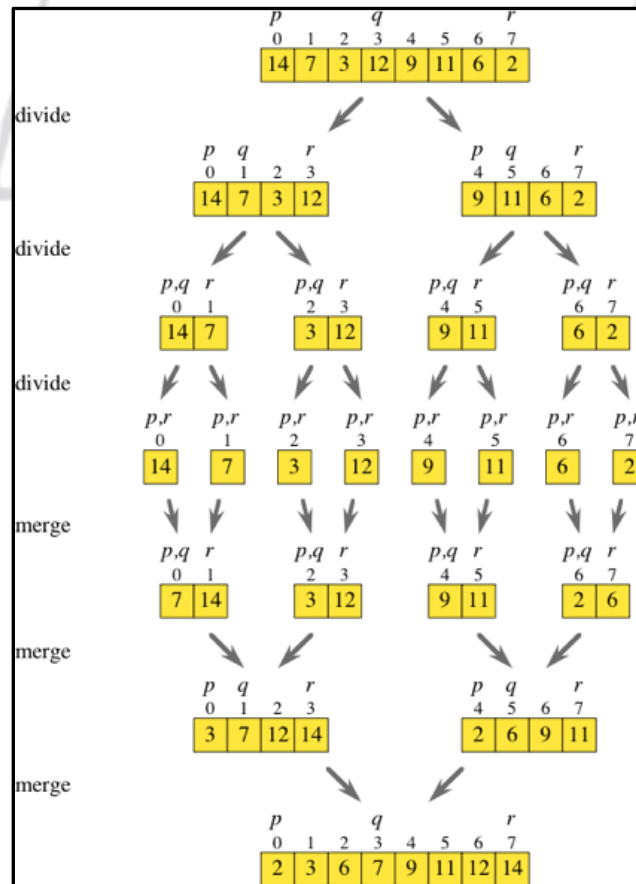 p q r
0 1 2 3 4 5 6 7
14 7 3 12 9 11 6 2
divide
p q r p q r
0 1 2 3 4 5 6 7
14 7 3 12 9 11 6 2
divide
p,q r p,q r p,q r p,q r
0 1 2 3 4 5 6 7
14 7 3 12 9 11 6 2
divide
p,r p,r p,r p,r p,r p,r p,r p,r
0 1 2 3 4 5 6 7
14 7 3 12 9 11 6 2
merge
p,q r p,q r p,q r p,q r
0 1 2 3 4 5 6 7
7 14 3 12 9 11 2 6
merge
p q r p q r
0 1 2 3 4 5 6 7
3 7 12 14 2 6 9 11
merge
p q r
0 1 2 3 4 5 6 7
2 3 6 7 9 11 12 14